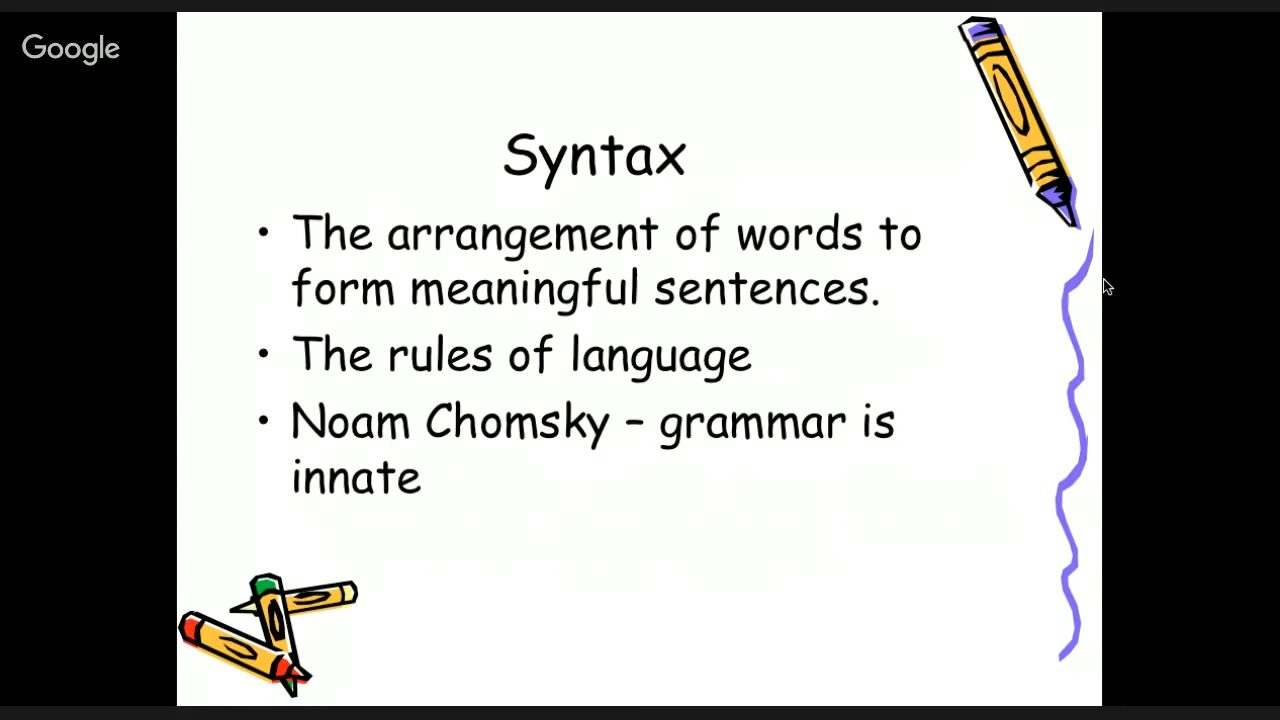 Google
Syntax
• The arrangement of words to
form meaningful sentences.
• The rules of language
• Noam Chomsky – grammar is
innate